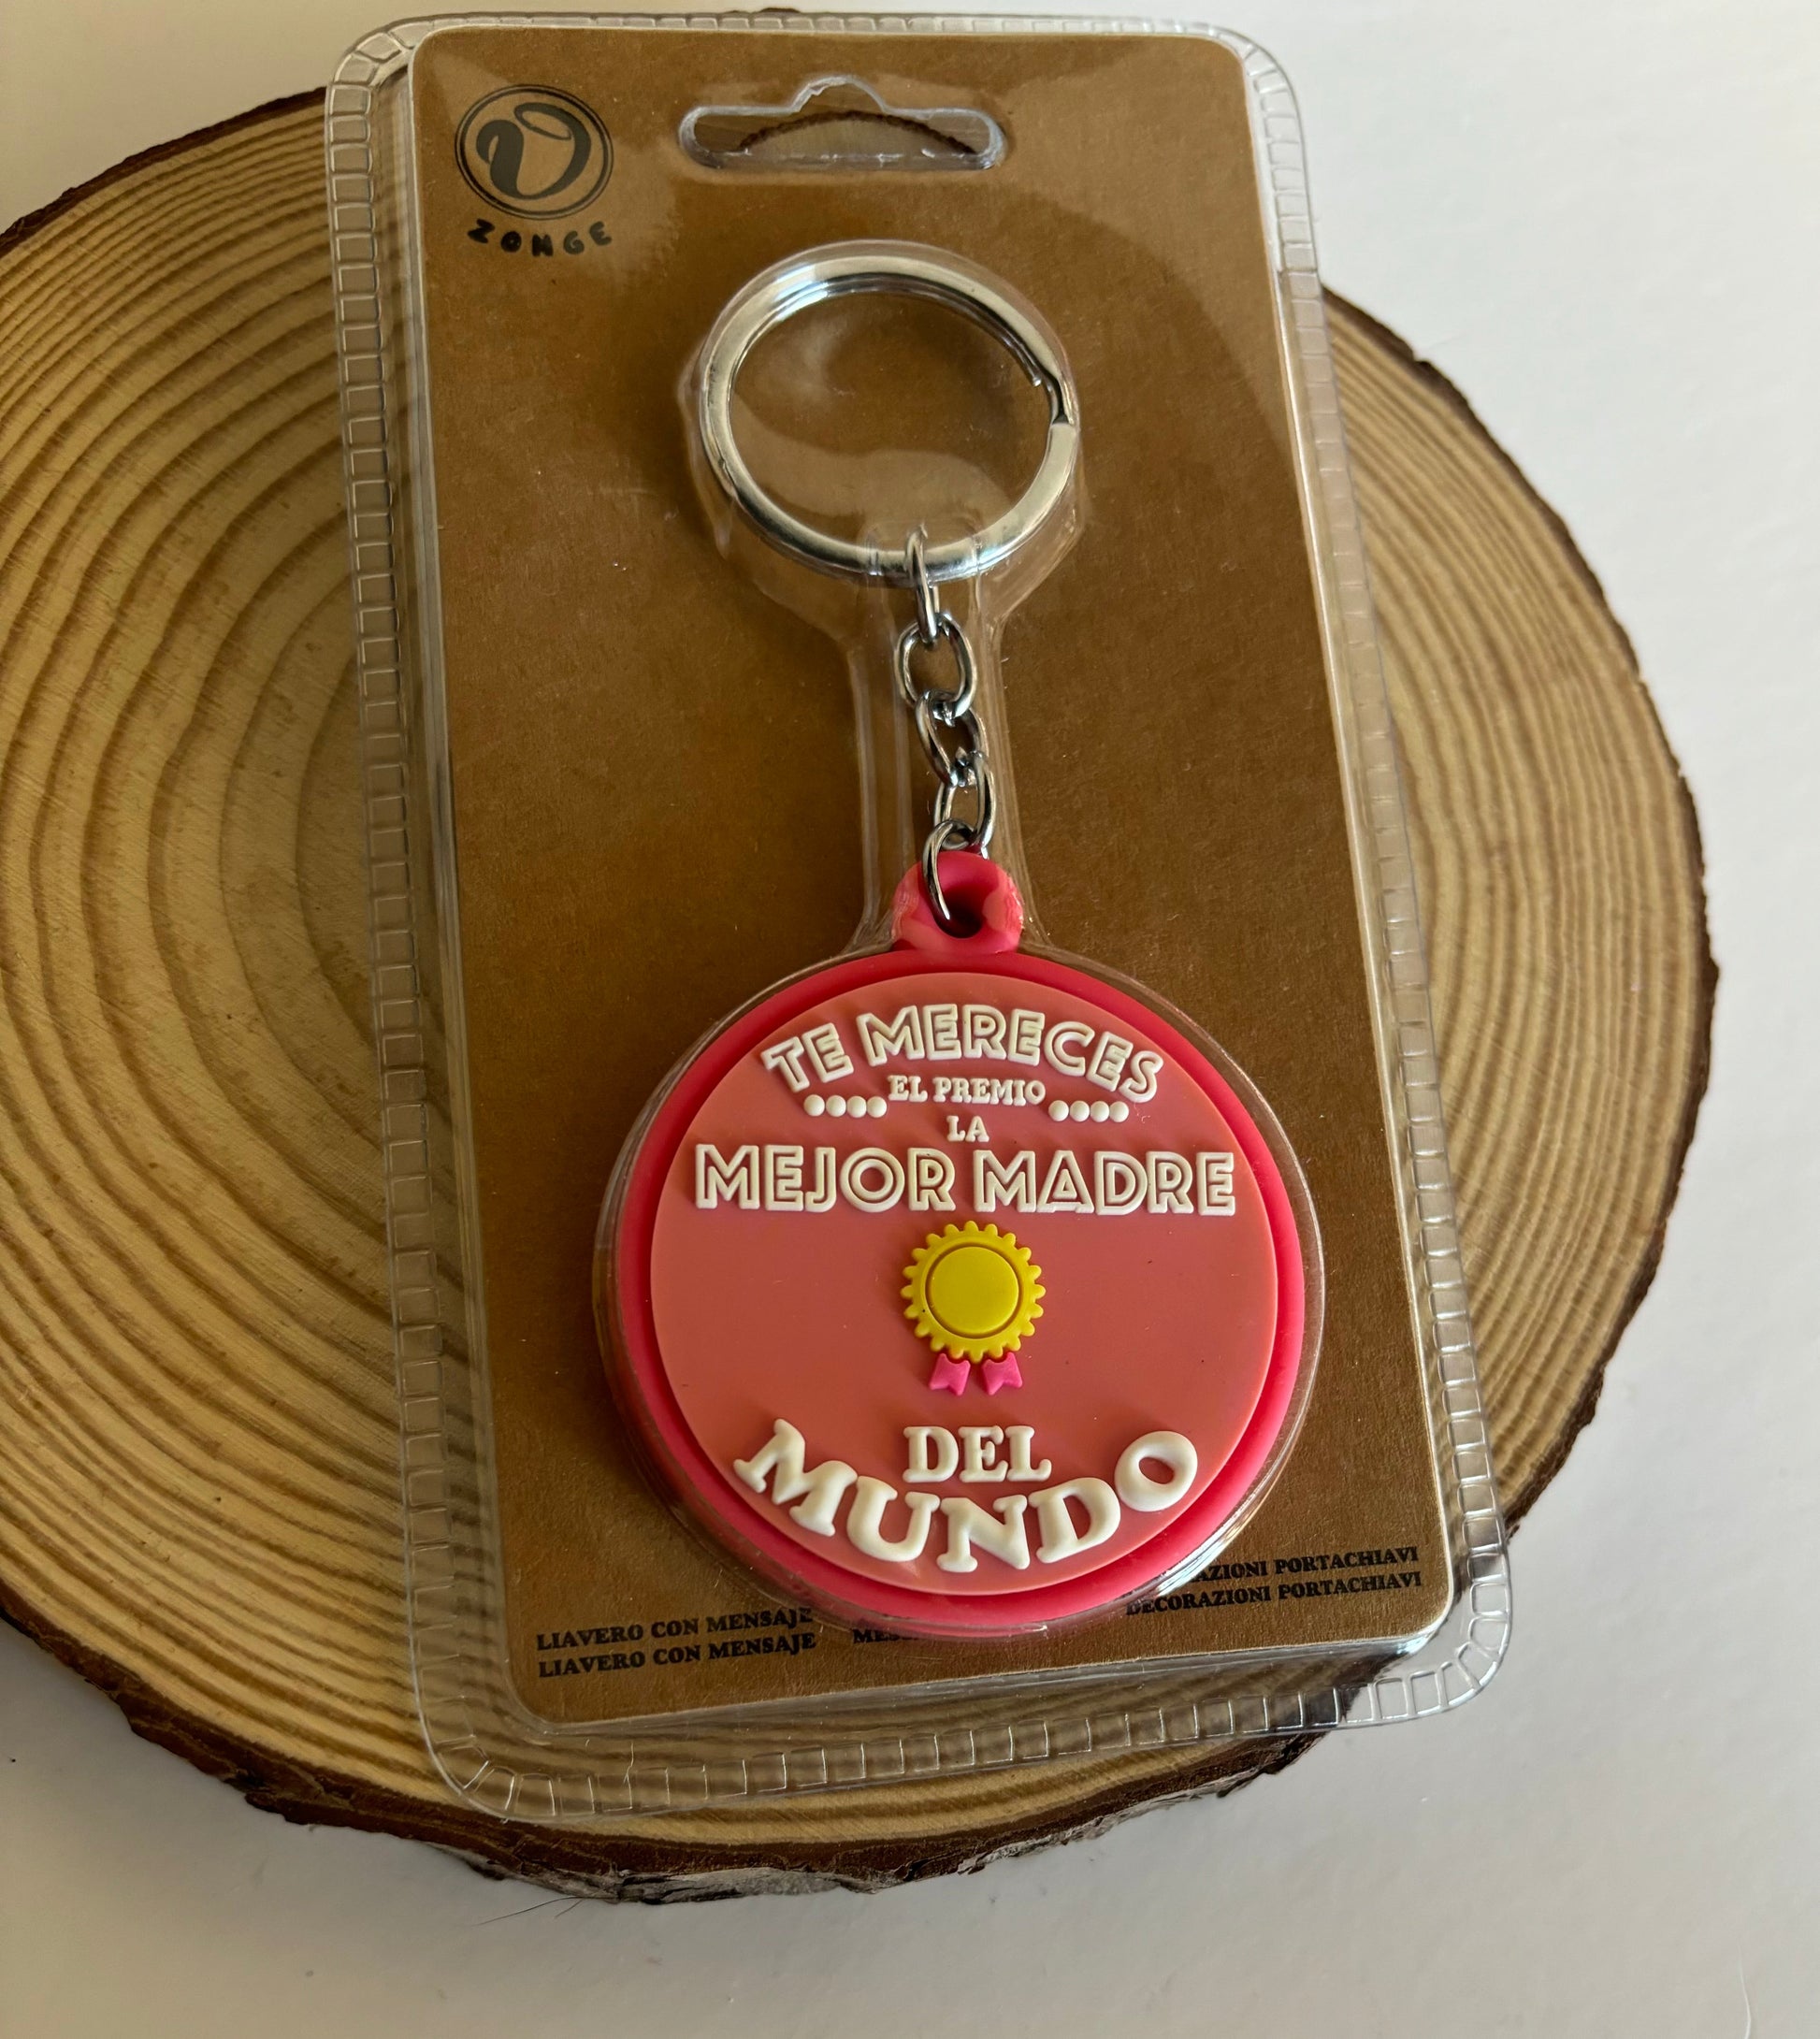 ZONGE
TE MERECES
EL PREMIO
LA
MEJOR MADRE
DEL
MUNDO
LIAVERO CON MENSAJE
LIAVERO CON MENSAJE
PORTACHIAVI
DECORAZIONI PORTACHIAVI